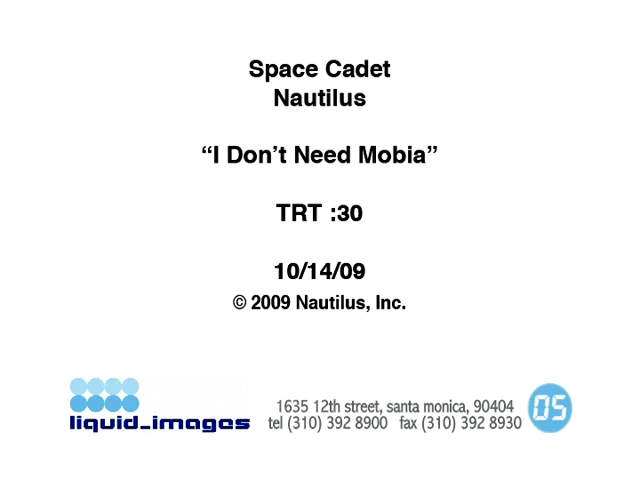 Space Cadet
Nautilus
“I Don’t Need Mobia”
TRT :30
10/14/09
© 2009 Nautilus, Inc.
liquid_images
1635 12th street, santa monica, 90404
tel (310) 392 8900 fax (310) 392 8930
05